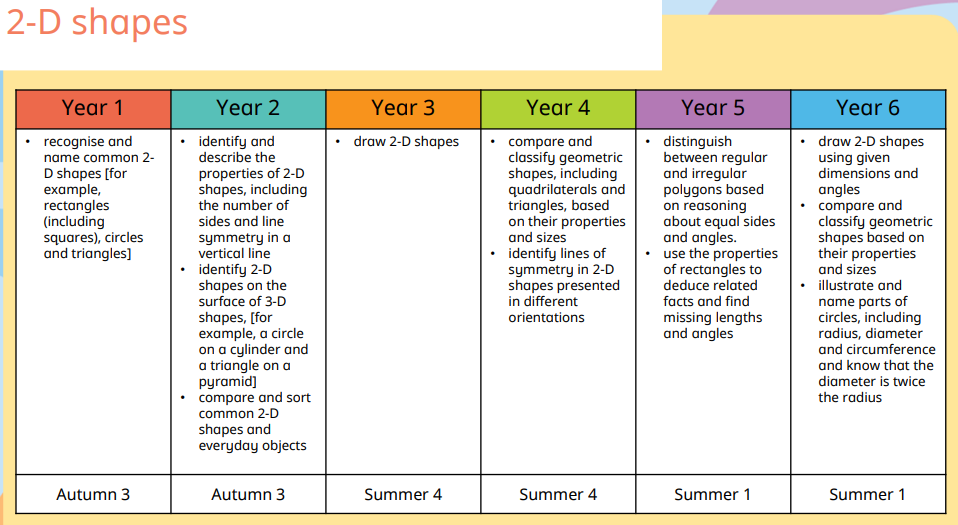 2-D shapes
Year 1
Year 2
Year 3
Year 4
Year 5
Year 6
• recognise and
name common 2-
D shapes [for
example,
rectangles
(including
squares), circles
and triangles]
• identify and
describe the
properties of 2-D
shapes, including
the number of
sides and line
symmetry in a
vertical line
• identify 2-D
shapes on the
surface of 3-D
shapes, [for
example, a circle
on a cylinder and
a triangle on a
pyramid]
• compare and sort
common 2-D
shapes and
everyday objects
• draw 2-D shapes
• compare and
classify geometric
shapes, including
quadrilaterals and
triangles, based
on their properties
and sizes
• identify lines of
symmetry in 2-D
shapes presented
in different
orientations
• distinguish
between regular
and irregular
polygons based
on reasoning
about equal sides
and angles.
• use the properties
of rectangles to
deduce related
facts and find
missing lengths
and angles
• draw 2-D shapes
using given
dimensions and
angles
• compare and
classify geometric
shapes based on
their properties
and sizes
• illustrate and
name parts of
circles, including
radius, diameter
and circumference
and know that the
diameter is twice
the radius
Autumn 3
Autumn 3
Summer 4
Summer 4
Summer 1
Summer 1